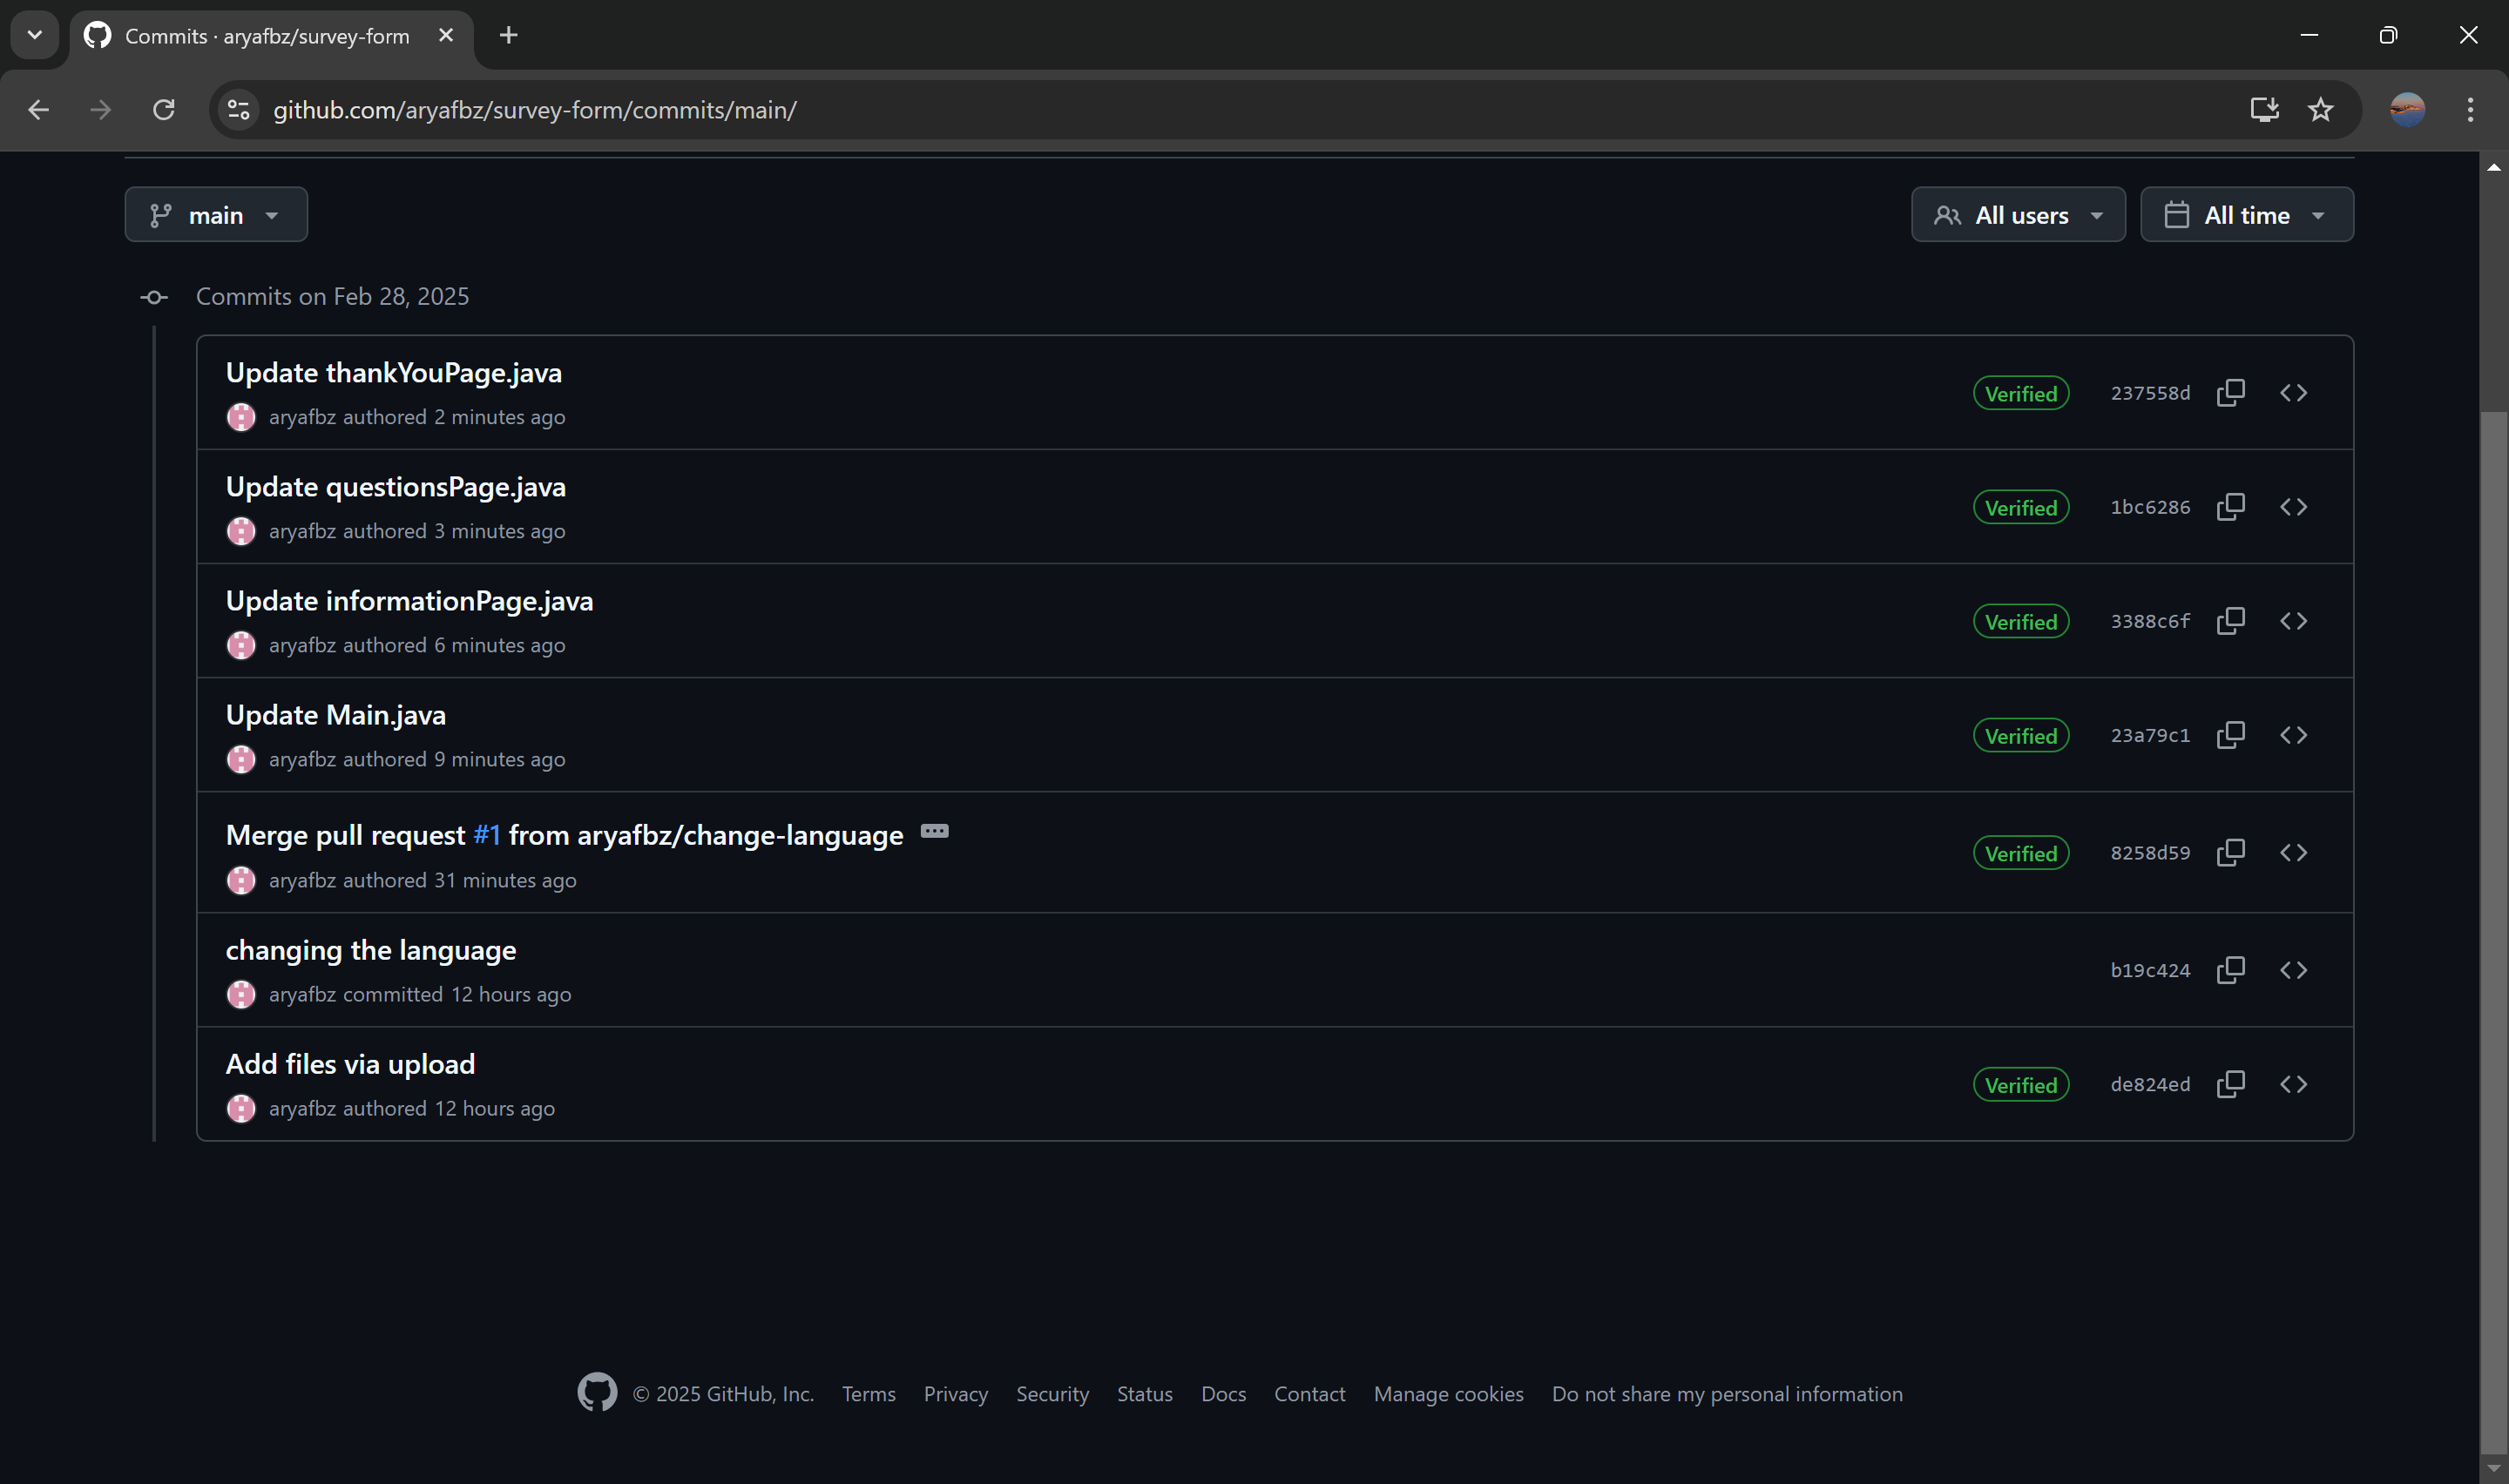 Commits · aryafbz/survey-form
github.com/aryafbz/survey-form/commits/main/
main
All users
All time
Commits on Feb 28, 2025
Update thankYouPage.java
aryafbz authored 2 minutes ago
Verified
237558d
Update questionsPage.java
aryafbz authored 3 minutes ago
Verified
1bc6286
Update informationPage.java
aryafbz authored 6 minutes ago
Verified
3388c6f
Update Main.java
aryafbz authored 9 minutes ago
Verified
23a79c1
Merge pull request #1 from aryafbz/change-language
aryafbz authored 31 minutes ago
Verified
8258d59
changing the language
aryafbz committed 12 hours ago
b19c424
Add files via upload
aryafbz authored 12 hours ago
Verified
de824ed
© 2025 GitHub, Inc. Terms Privacy Security Status Docs Contact Manage cookies Do not share my personal information